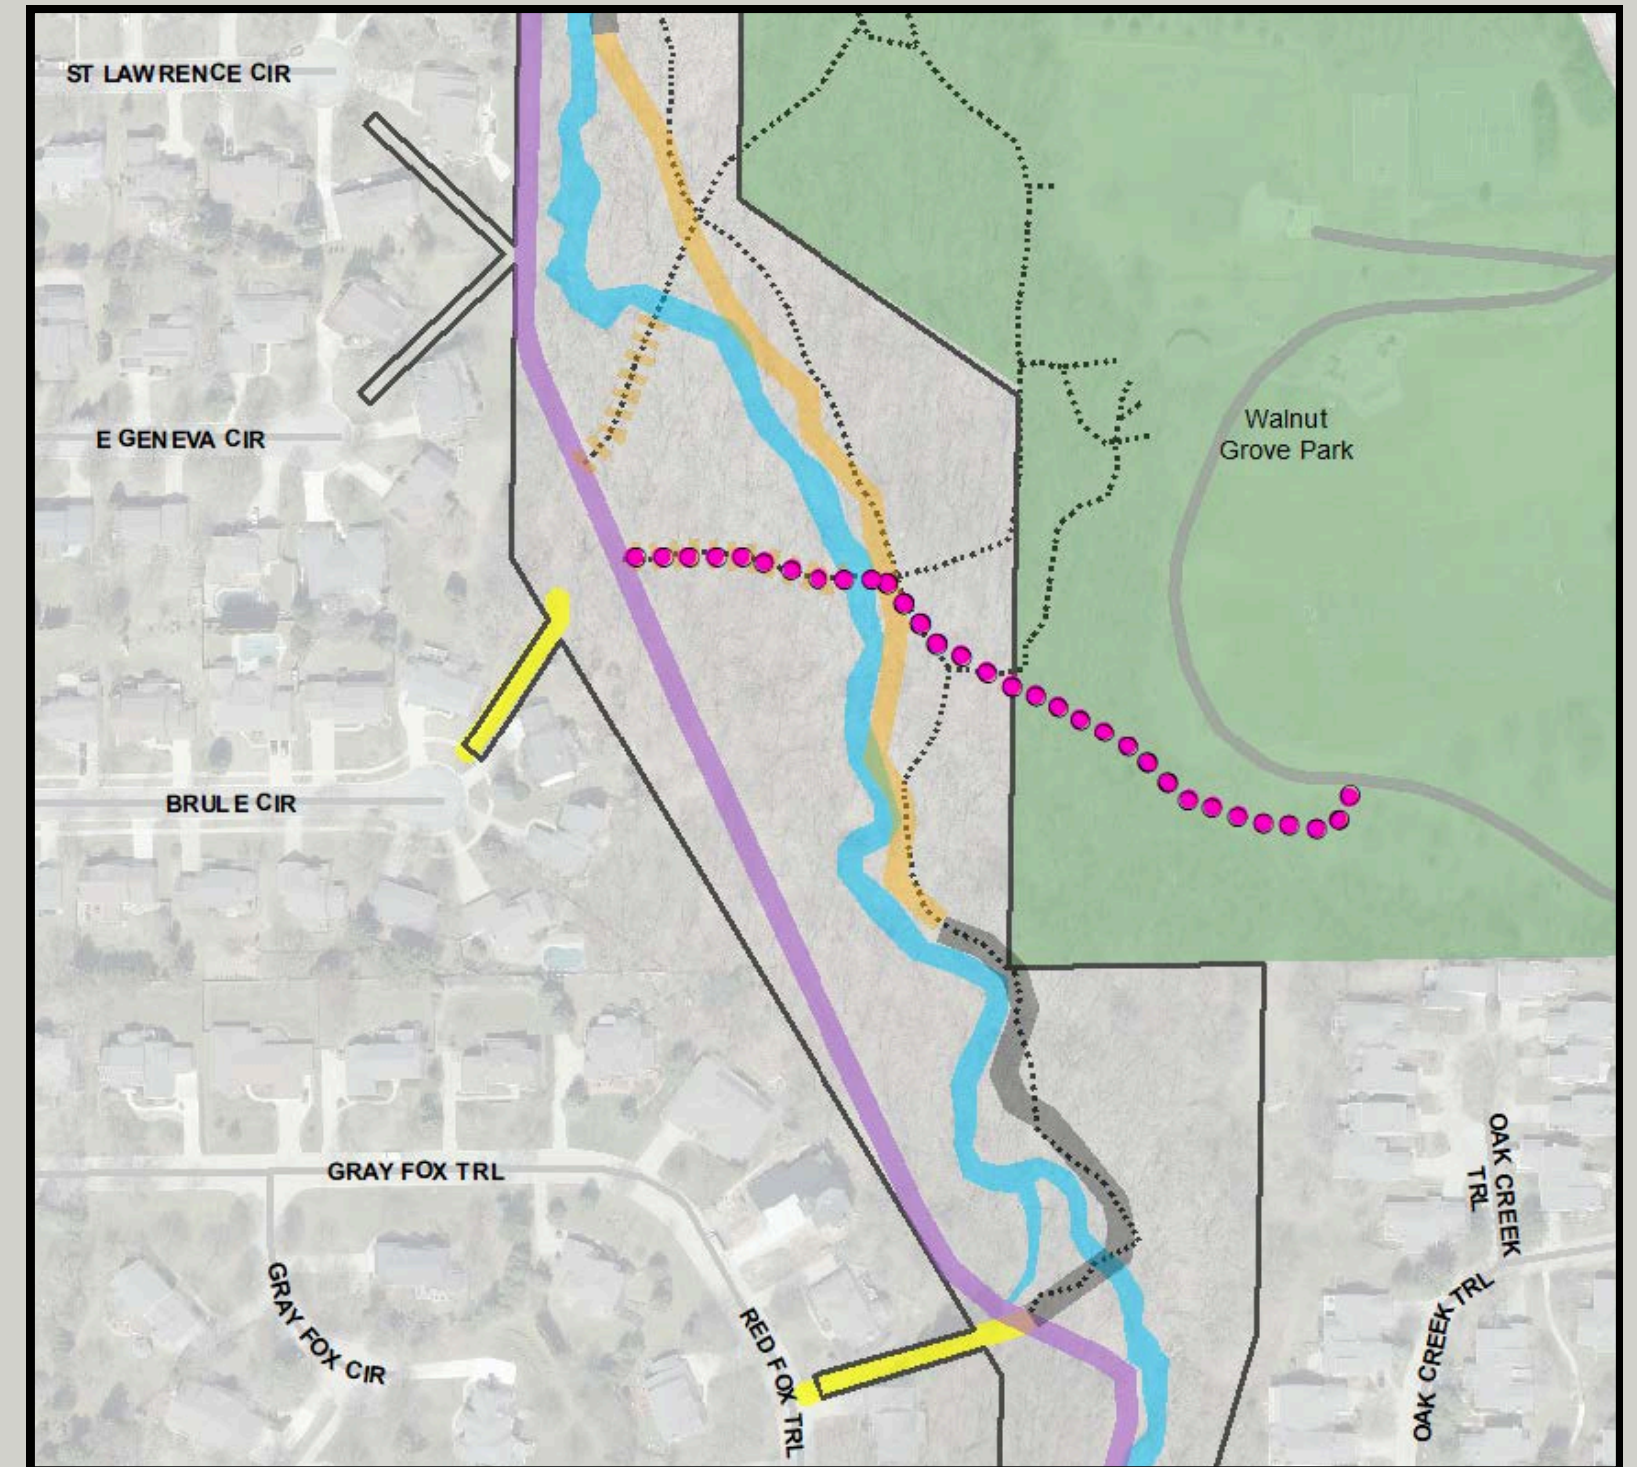 ST LAWRENCE CIR
Walnut
Grove Park
E GENEVA CIR
BRULE CIR
GRAY FOX TRL
OAK CREEK
TRL
GRAY FOX CIR
RED FOX TRL
OAK CREEK TRL